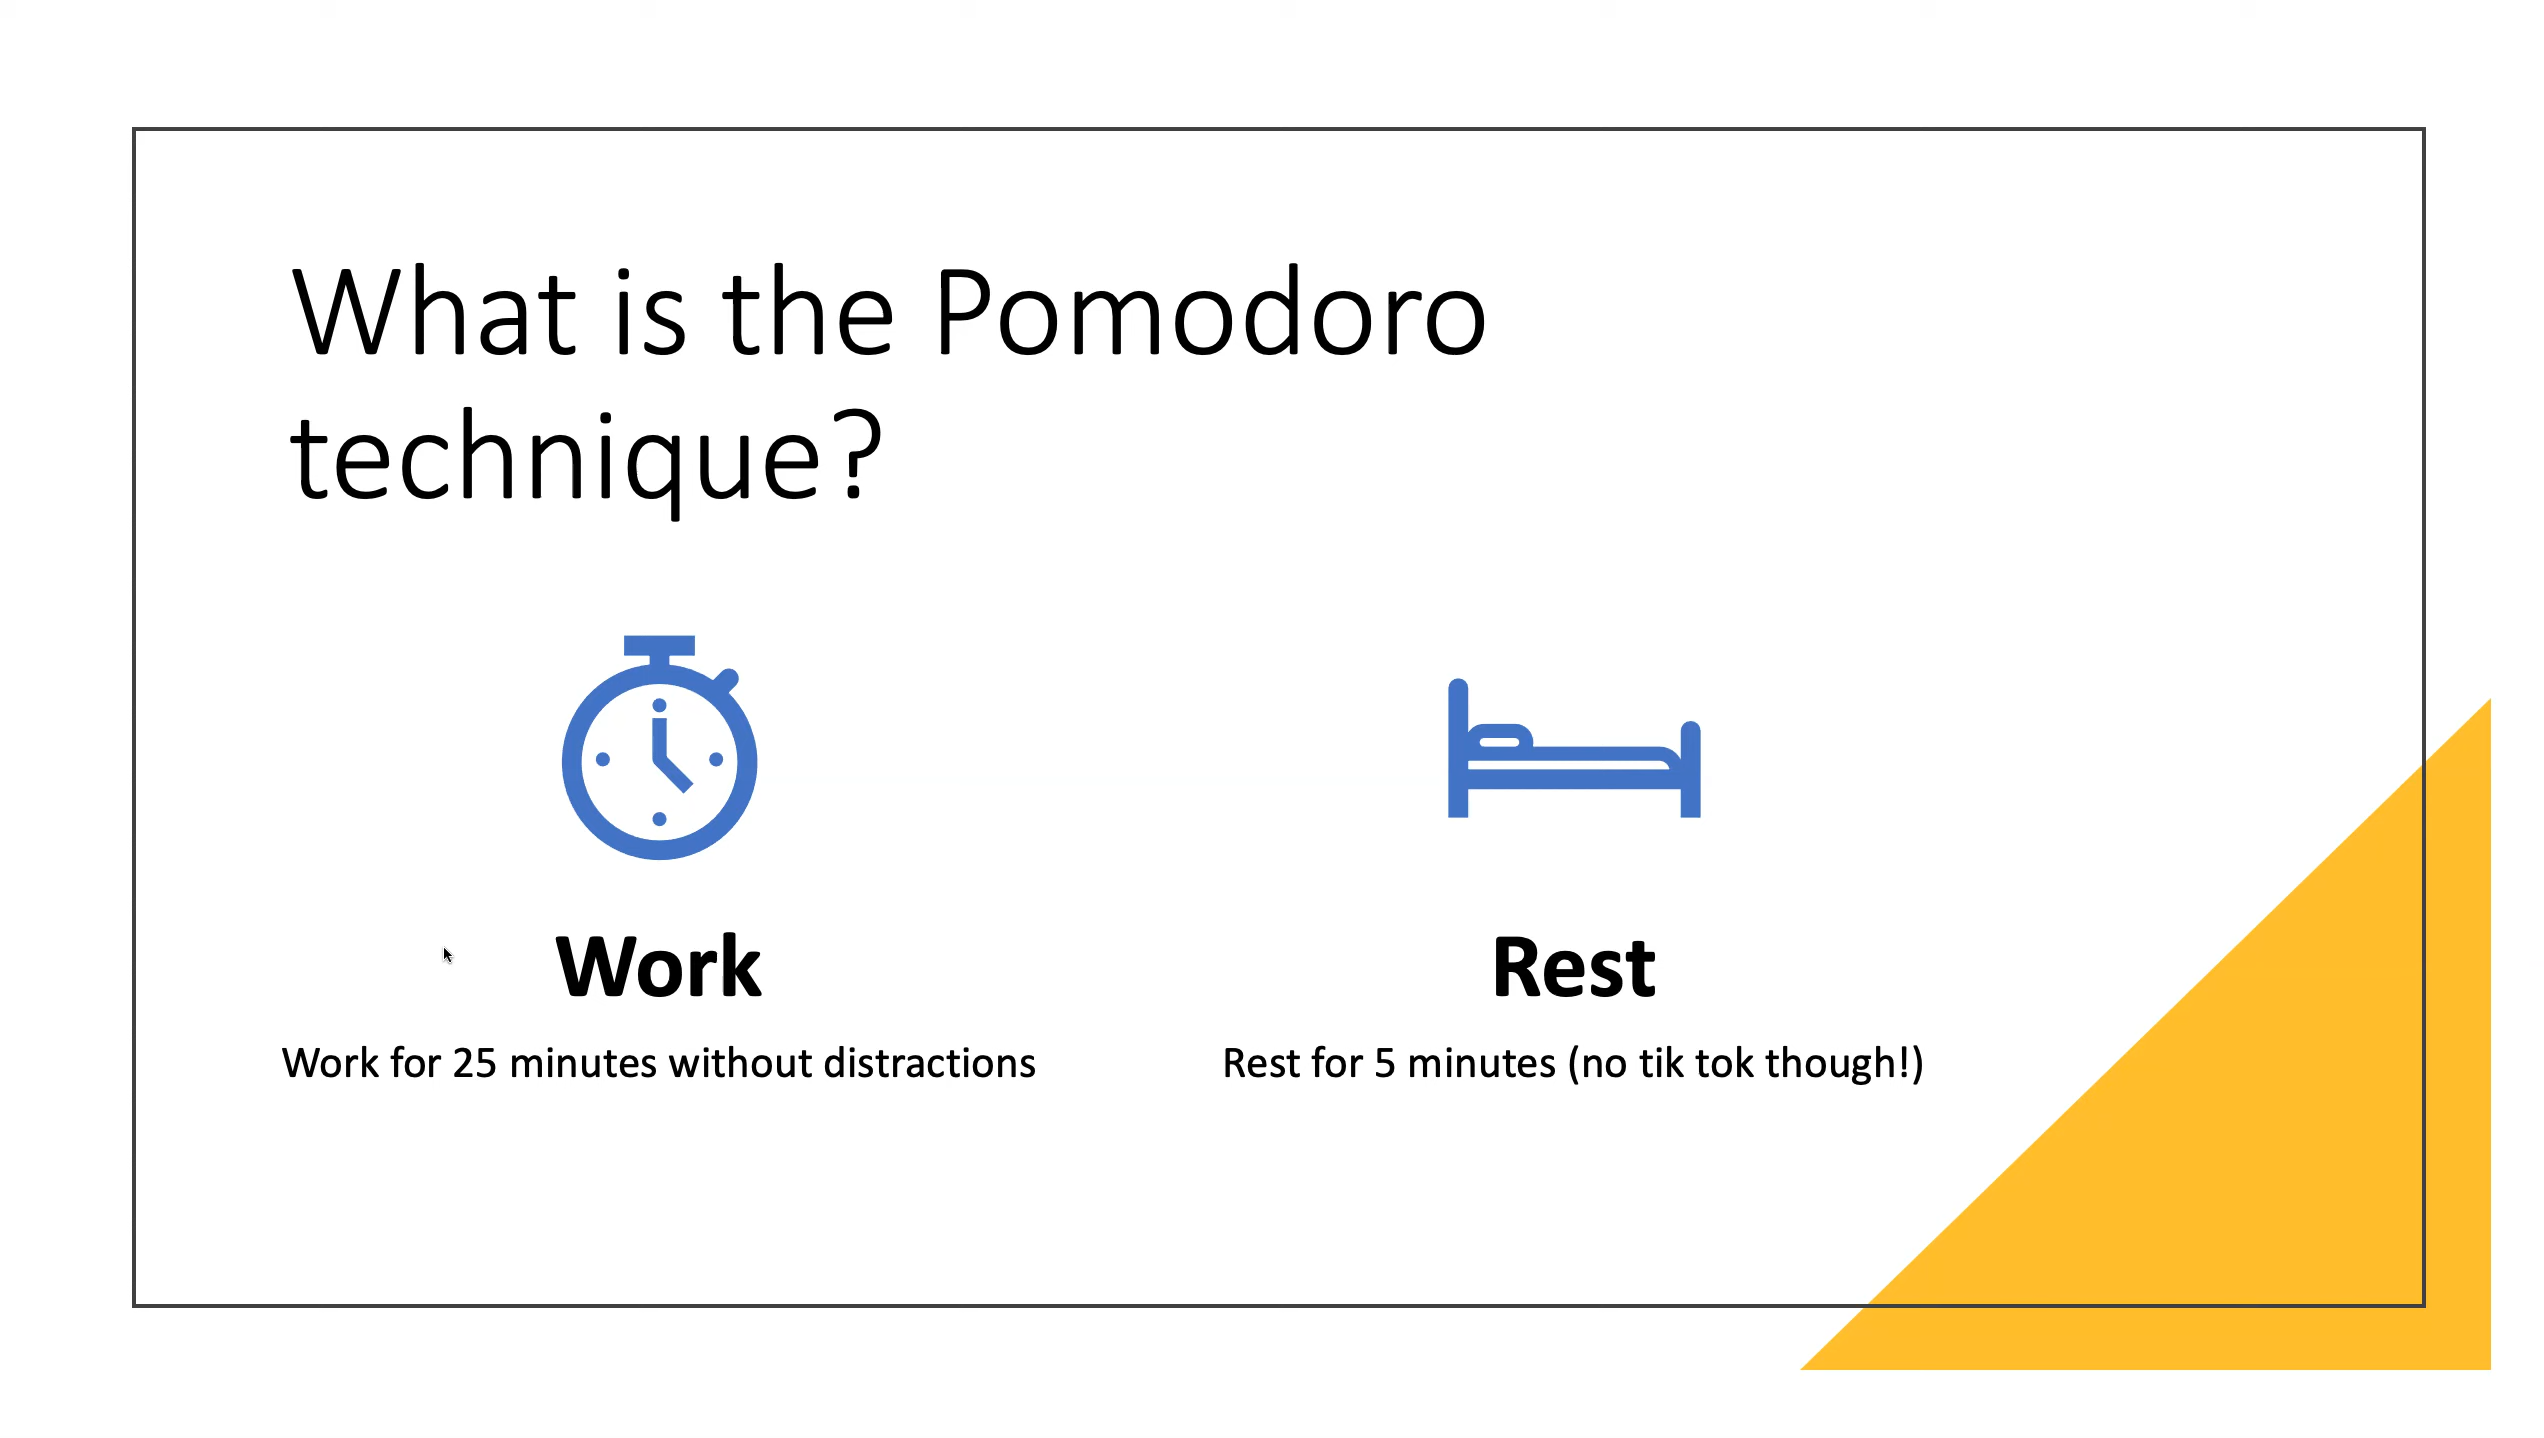 What is the Pomodoro
technique?
Work
Work for 25 minutes without distractions
Rest
Rest for 5 minutes (no tik tok though!)